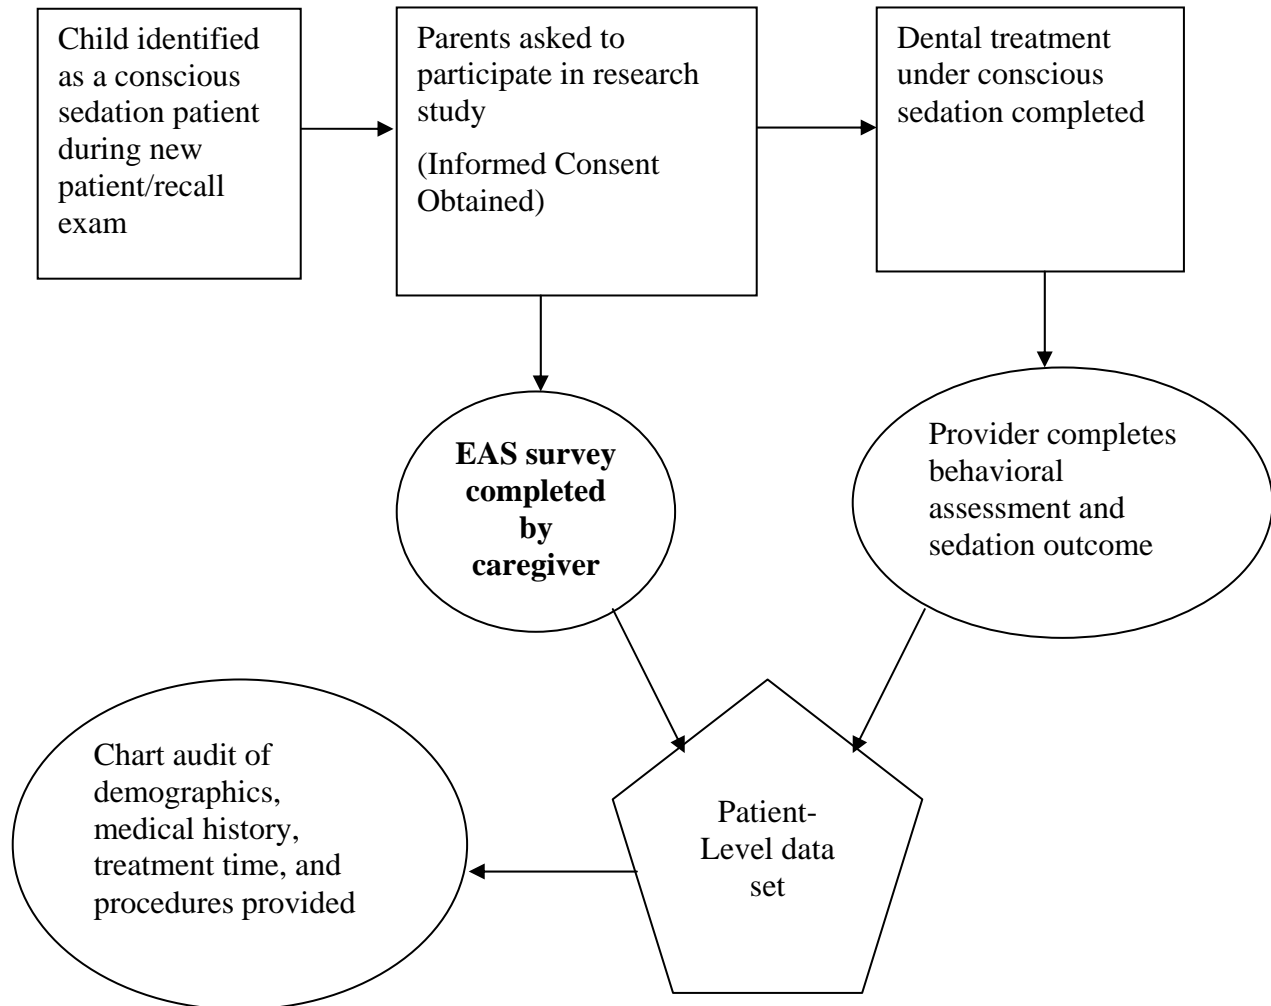 Child identified
as a conscious
sedation patient
during new
patient/recall
exam
Parents asked to
participate in research
study
(Informed Consent
Obtained)
Dental treatment
under conscious
sedation completed
EAS survey
completed
by
caregiver
Provider completes
behavioral
assessment and
sedation outcome
Chart audit of
demographics,
medical history,
treatment time, and
procedures provided
Patient-
Level data
set